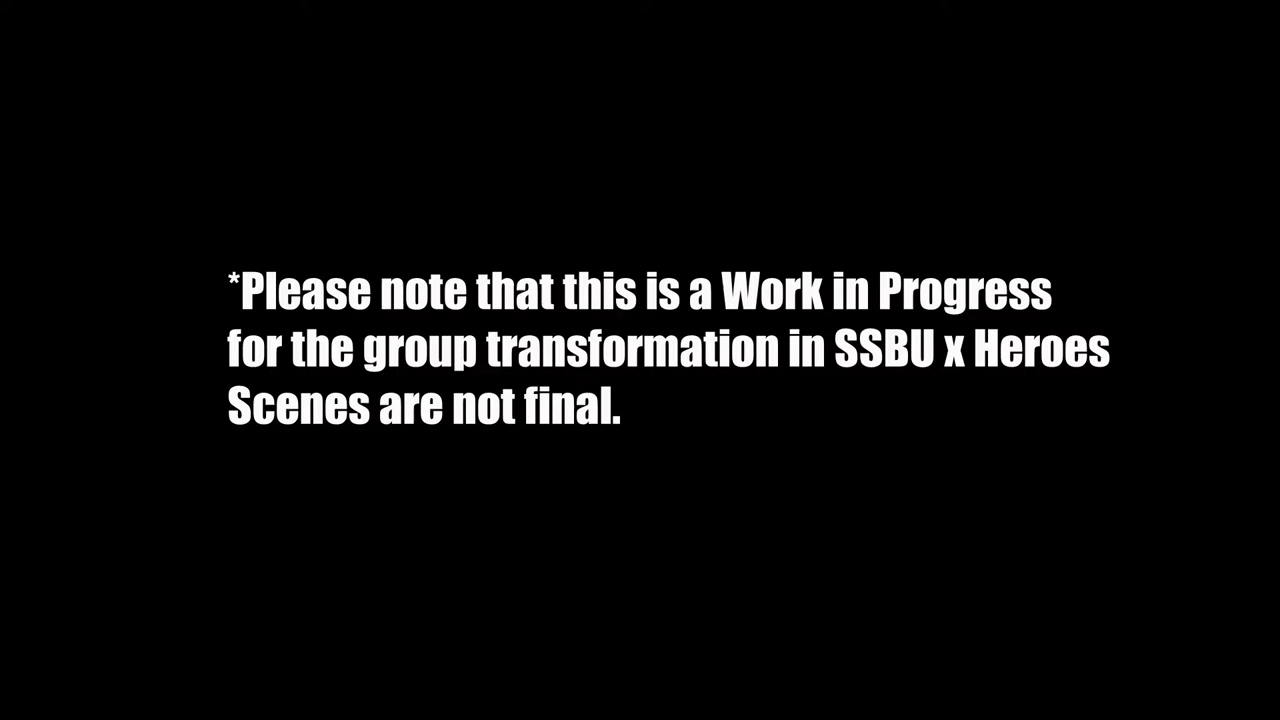 *Please note that this is a Work in Progress
for the group transformation in SSBU x Heroes
Scenes are not final.